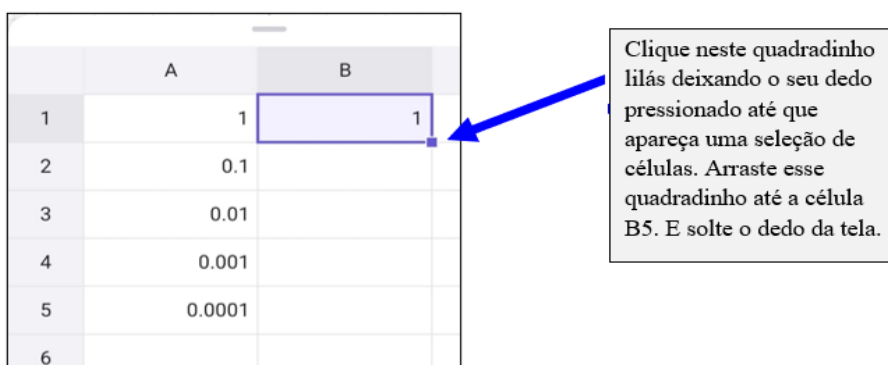 A B
1 1 1
2 0.1
3 0.01
4 0.001
5 0.0001
6
Clique neste quadradinho
lilás deixando o seu dedo
pressionado até que
apareça uma seleção de
células. Arraste esse
quadradinho até a célula
B5. E solte o dedo da tela.